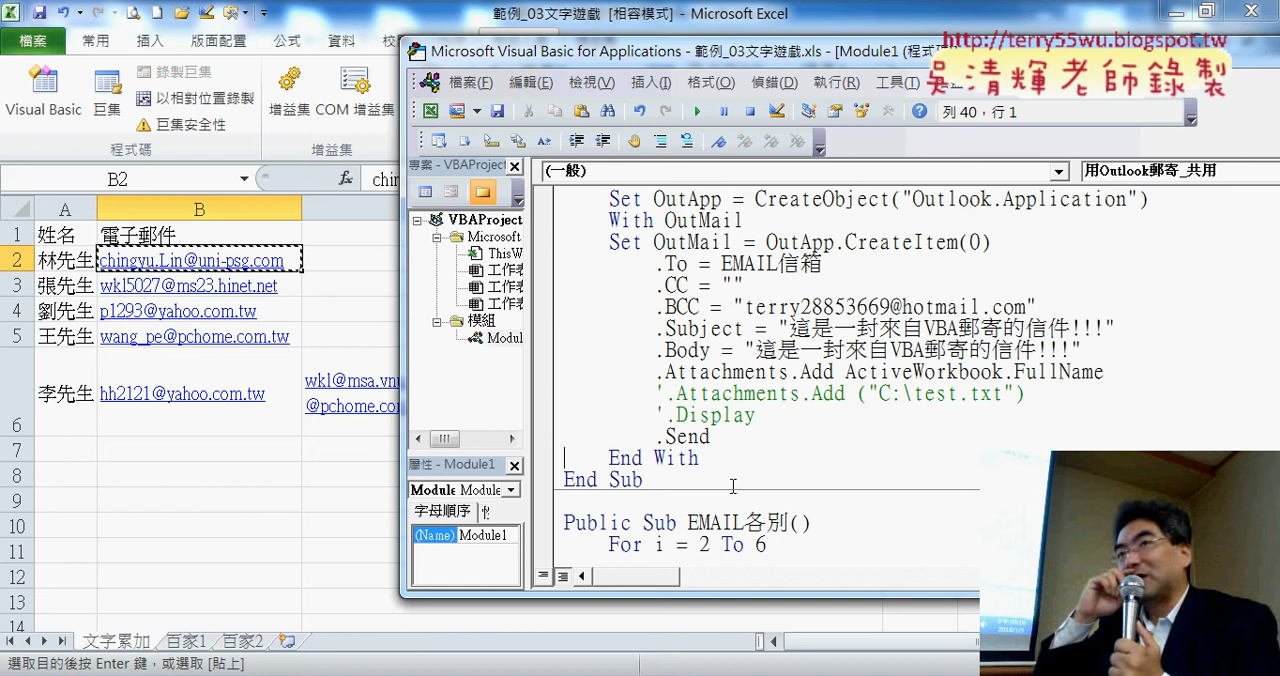 範例_03文字遊戲 [相容模式] - Microsoft Excel
檔案 常用 插入 版面配置 公式 資料
Visual Basic 巨集 錄製巨集
以相對位置錄製
巨集安全性
增益集 COM 增益集
程式碼 增益集
B2 fx
A B
1 姓名 電子郵件
2 林先生 chingyu.Lin@uni-psg.com
3 張先生 wkl5027@ms23.hinet.net
4 劉先生 p1293@yahoo.com.tw
5 王先生 wang_pe@pchome.com.tw
6 李先生 hh2121@yahoo.com.tw
7
8
9
10
11
12
13
14
文字累加 百家1 百家2
選取目的後按 Enter 鍵，或選取 [貼上]
Microsoft Visual Basic for Applications - 範例_03文字遊戲.xls - [Module1
http://terry55wu.blogspot.tw
吳清輝老師錄製
檔案(F) 編輯(E) 檢視(V) 插入(I) 格式(O) 偵錯(D) 執行(R) 工具(T)
列 40，行 1
專案 - VBAProject
VBAProject
Microsoft
模組
屬性 - Module1
字母順序
(Name) Module1
(一般) 用Outlook郵寄_共用
Set OutApp = CreateObject("Outlook.Application")
With OutMail
Set OutMail = OutApp.CreateItem(0)
.To = EMAIL信箱
.CC = ""
.BCC = "terry28853669@hotmail.com"
.Subject = "這是一封來自VBA郵寄的信件!!!"
.Body = "這是一封來自VBA郵寄的信件!!!"
.Attachments.Add ActiveWorkbook.FullName
'.Attachments.Add ("C:\test.txt")
'.Display
.Send
End With
End Sub
Public Sub EMAIL各別()
For i = 2 To 6